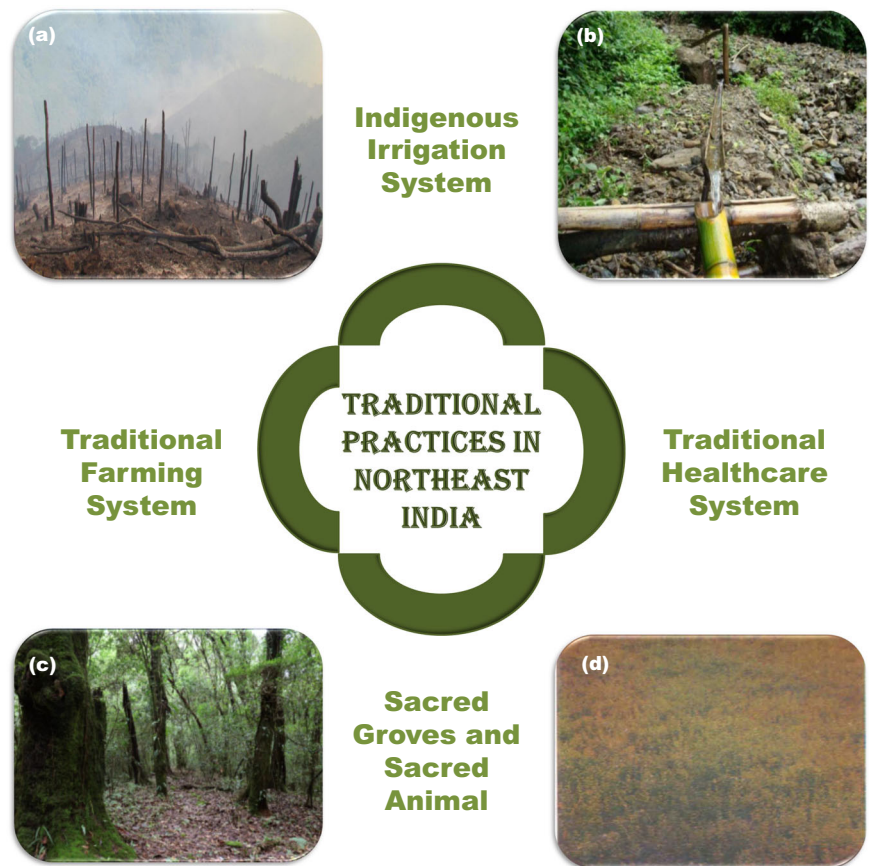 (a)
(b)
Indigenous
Irrigation
System
Traditional
Farming
System
TRADITIONAL
PRACTICES IN
NORTHEAST
INDIA
Traditional
Healthcare
System
(c)
(d)
Sacred
Groves and
Sacred
Animal